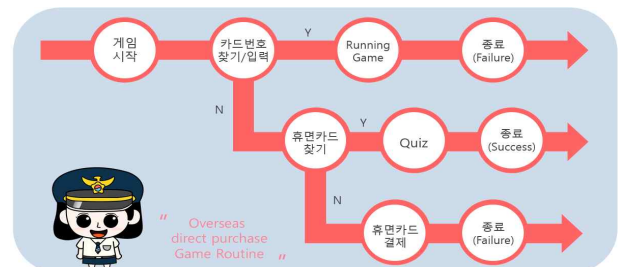 게임
시작
카드번호
찾기/입력
Y
Running
Game
종료
(Failure)
N
휴면카드
찾기
Y
Quiz
종료
(Success)
N
휴면카드
결제
종료
(Failure)
“ Overseas
direct purchase
Game Routine „